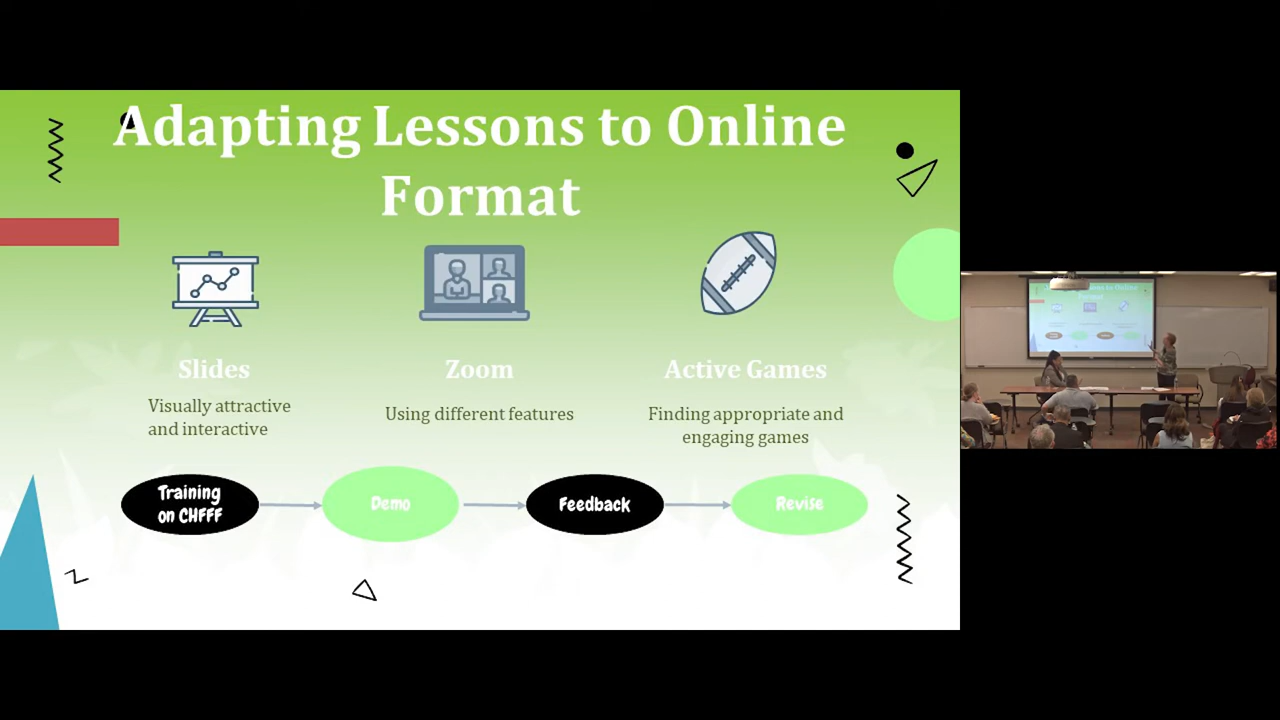 Adapting Lessons to Online
Format
Slides
Zoom
Active Games
Visually attractive
and interactive
Using different features
Finding appropriate and
engaging games
Training
on CHFFF
Demo
Feedback
Revise